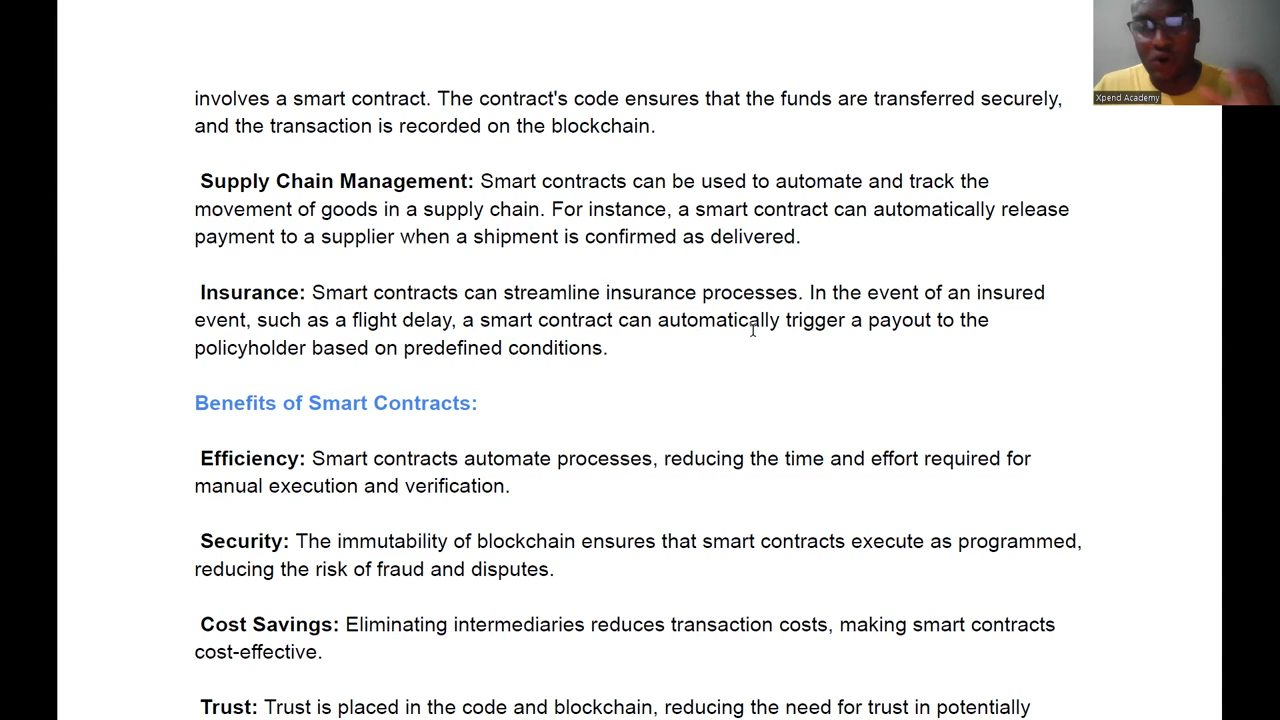 Xpend Academy
involves a smart contract. The contract's code ensures that the funds are transferred securely,
and the transaction is recorded on the blockchain.
Supply Chain Management: Smart contracts can be used to automate and track the
movement of goods in a supply chain. For instance, a smart contract can automatically release
payment to a supplier when a shipment is confirmed as delivered.
Insurance: Smart contracts can streamline insurance processes. In the event of an insured
event, such as a flight delay, a smart contract can automatically trigger a payout to the
policyholder based on predefined conditions.
Benefits of Smart Contracts:
Efficiency: Smart contracts automate processes, reducing the time and effort required for
manual execution and verification.
Security: The immutability of blockchain ensures that smart contracts execute as programmed,
reducing the risk of fraud and disputes.
Cost Savings: Eliminating intermediaries reduces transaction costs, making smart contracts
cost-effective.
Trust: Trust is placed in the code and blockchain, reducing the need for trust in potentially